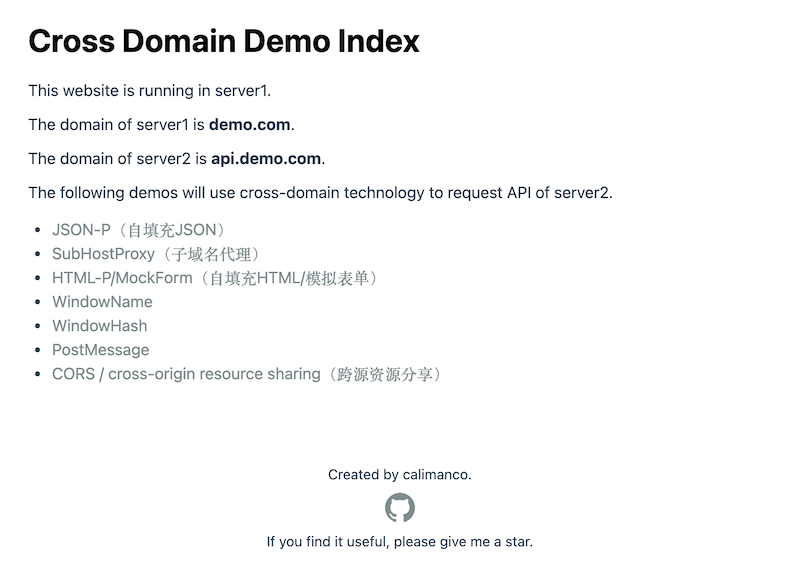 Cross Domain Demo Index
This website is running in server1.
The domain of server1 is demo.com.
The domain of server2 is api.demo.com.
The following demos will use cross-domain technology to request API of server2.
JSON-P（自填充JSON）
SubHostProxy（子域名代理）
HTML-P/MockForm（自填充HTML/模拟表单）
WindowName
WindowHash
PostMessage
CORS / cross-origin resource sharing（跨源资源分享）
Created by calimanco.
If you find it useful, please give me a star.